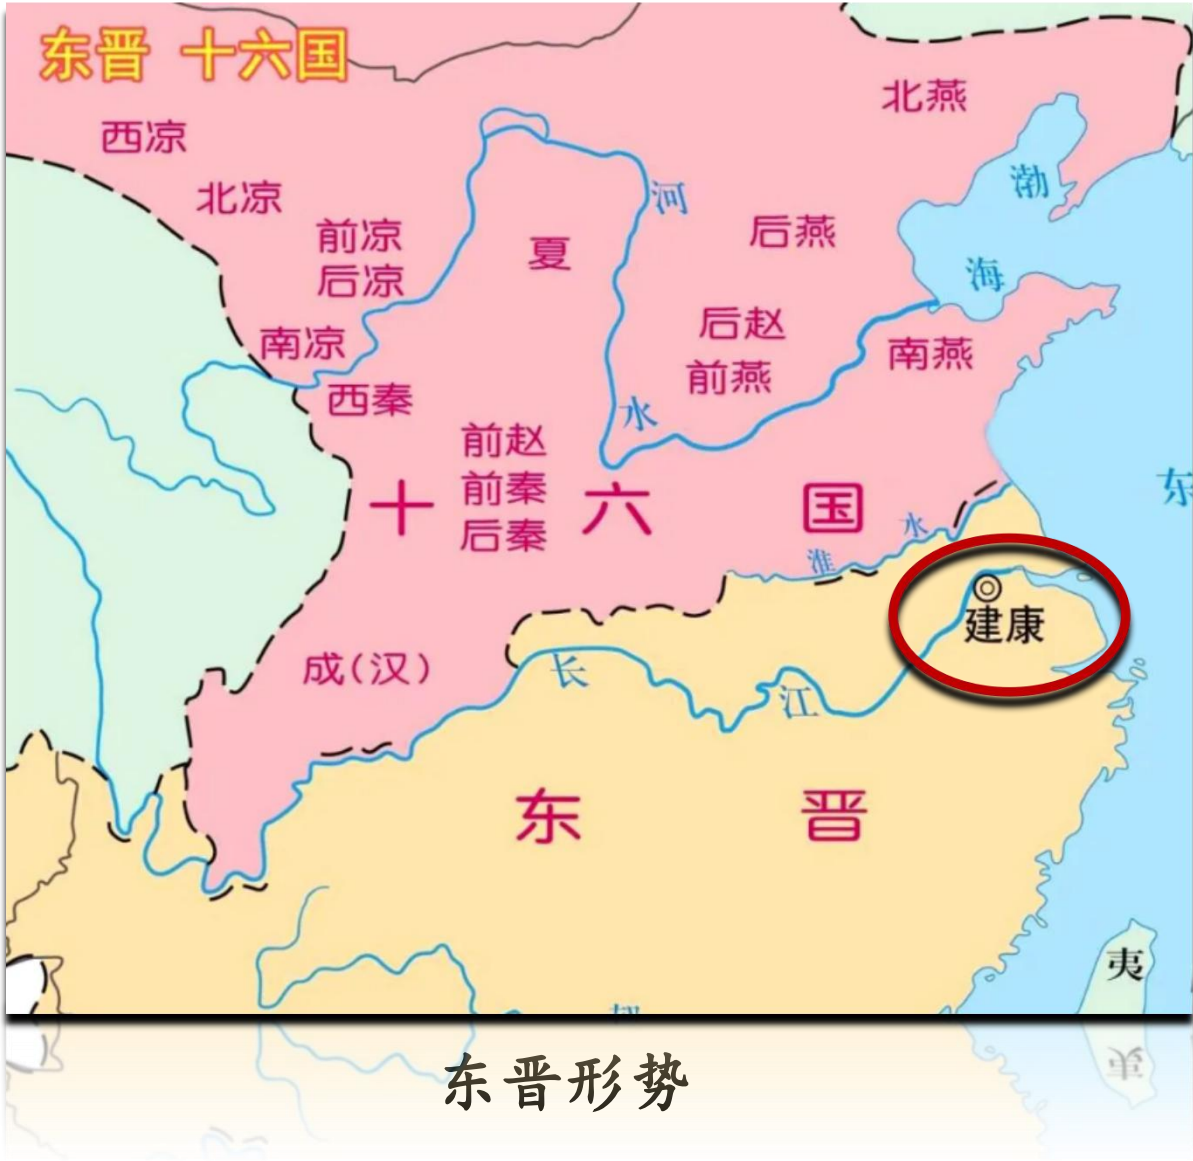 东晋 十六国
北燕
西凉
渤
北凉
河
前凉
后燕
夏
后凉
海
后赵
南凉
南燕
前燕
西秦
水
前赵
东
前秦
十 六 国
后秦
水
淮
建康
成(汉)
长
江
东 晋
夷
东晋形势